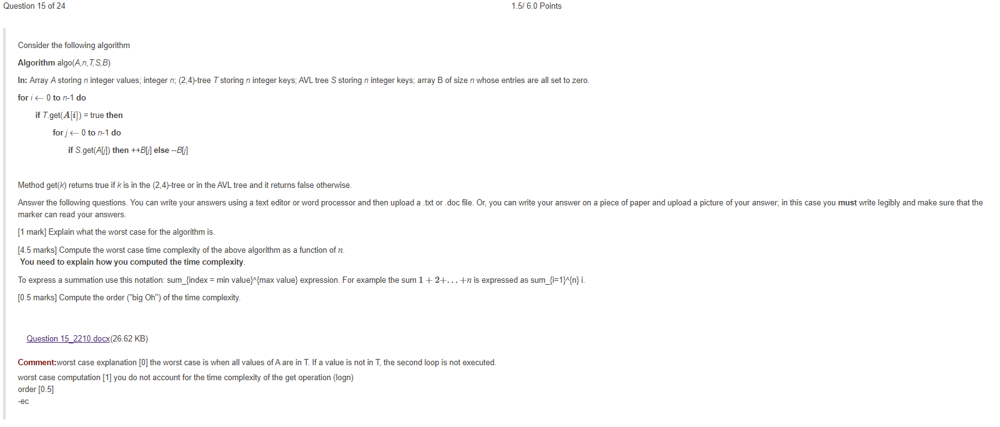 Question 15 of 24
1.5/ 6.0 Points
Consider the following algorithm
Algorithm algo(A,n,T,S,B)
In: Array A storing n integer values; integer n; (2,4)-tree T storing n integer keys; AVL tree S storing n integer keys; array B of size n whose entries are all set to zero.
for i ← 0 to n-1 do
if T.get(A[i]) = true then
for j ← 0 to n-1 do
if S.get(A[j]) then ++B[j] else --B[j]
Method get(k) returns true if k is in the (2,4)-tree or in the AVL tree and it returns false otherwise.
Answer the following questions. You can write your answers using a text editor or word processor and then upload a .txt or .doc file. Or, you can write your answer on a piece of paper and upload a picture of your answer; in this case you must write legibly and make sure that the
marker can read your answers.
[1 mark] Explain what the worst case for the algorithm is.
[4.5 marks] Compute the worst case time complexity of the above algorithm as a function of n.
You need to explain how you computed the time complexity.
To express a summation use this notation: sum_{index = min value}^{max value} expression. For example the sum 1 + 2+...+n is expressed as sum_{i=1}^{n} i.
[0.5 marks] Compute the order ("big Oh") of the time complexity.
Question 15_2210.docx(26.62 KB)
Comment:worst case explanation [0] the worst case is when all values of A are in T. If a value is not in T, the second loop is not executed.
worst case computation [1] you do not account for the time complexity of the get operation (logn)
order [0.5]
-ec